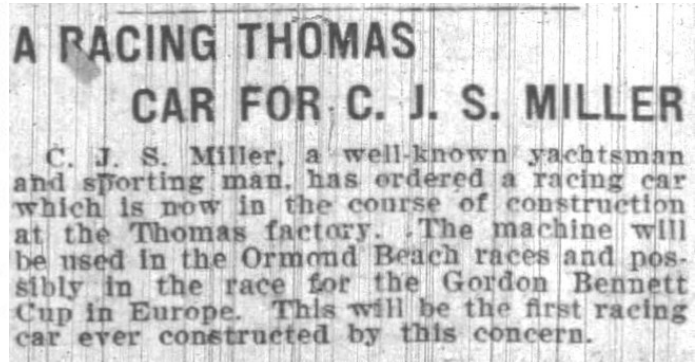 A RACING THOMAS
CAR FOR C. J. S. MILLER
C. J. S. Miller, a well-known yachtsman
and sporting man, has ordered a racing car
which is now in the course of construction
at the Thomas factory. The machine will
be used in the Ormond Beach races and pos-
sibly in the race for the Gordon Bennett
Cup in Europe. This will be the first racing
car ever constructed by this concern.